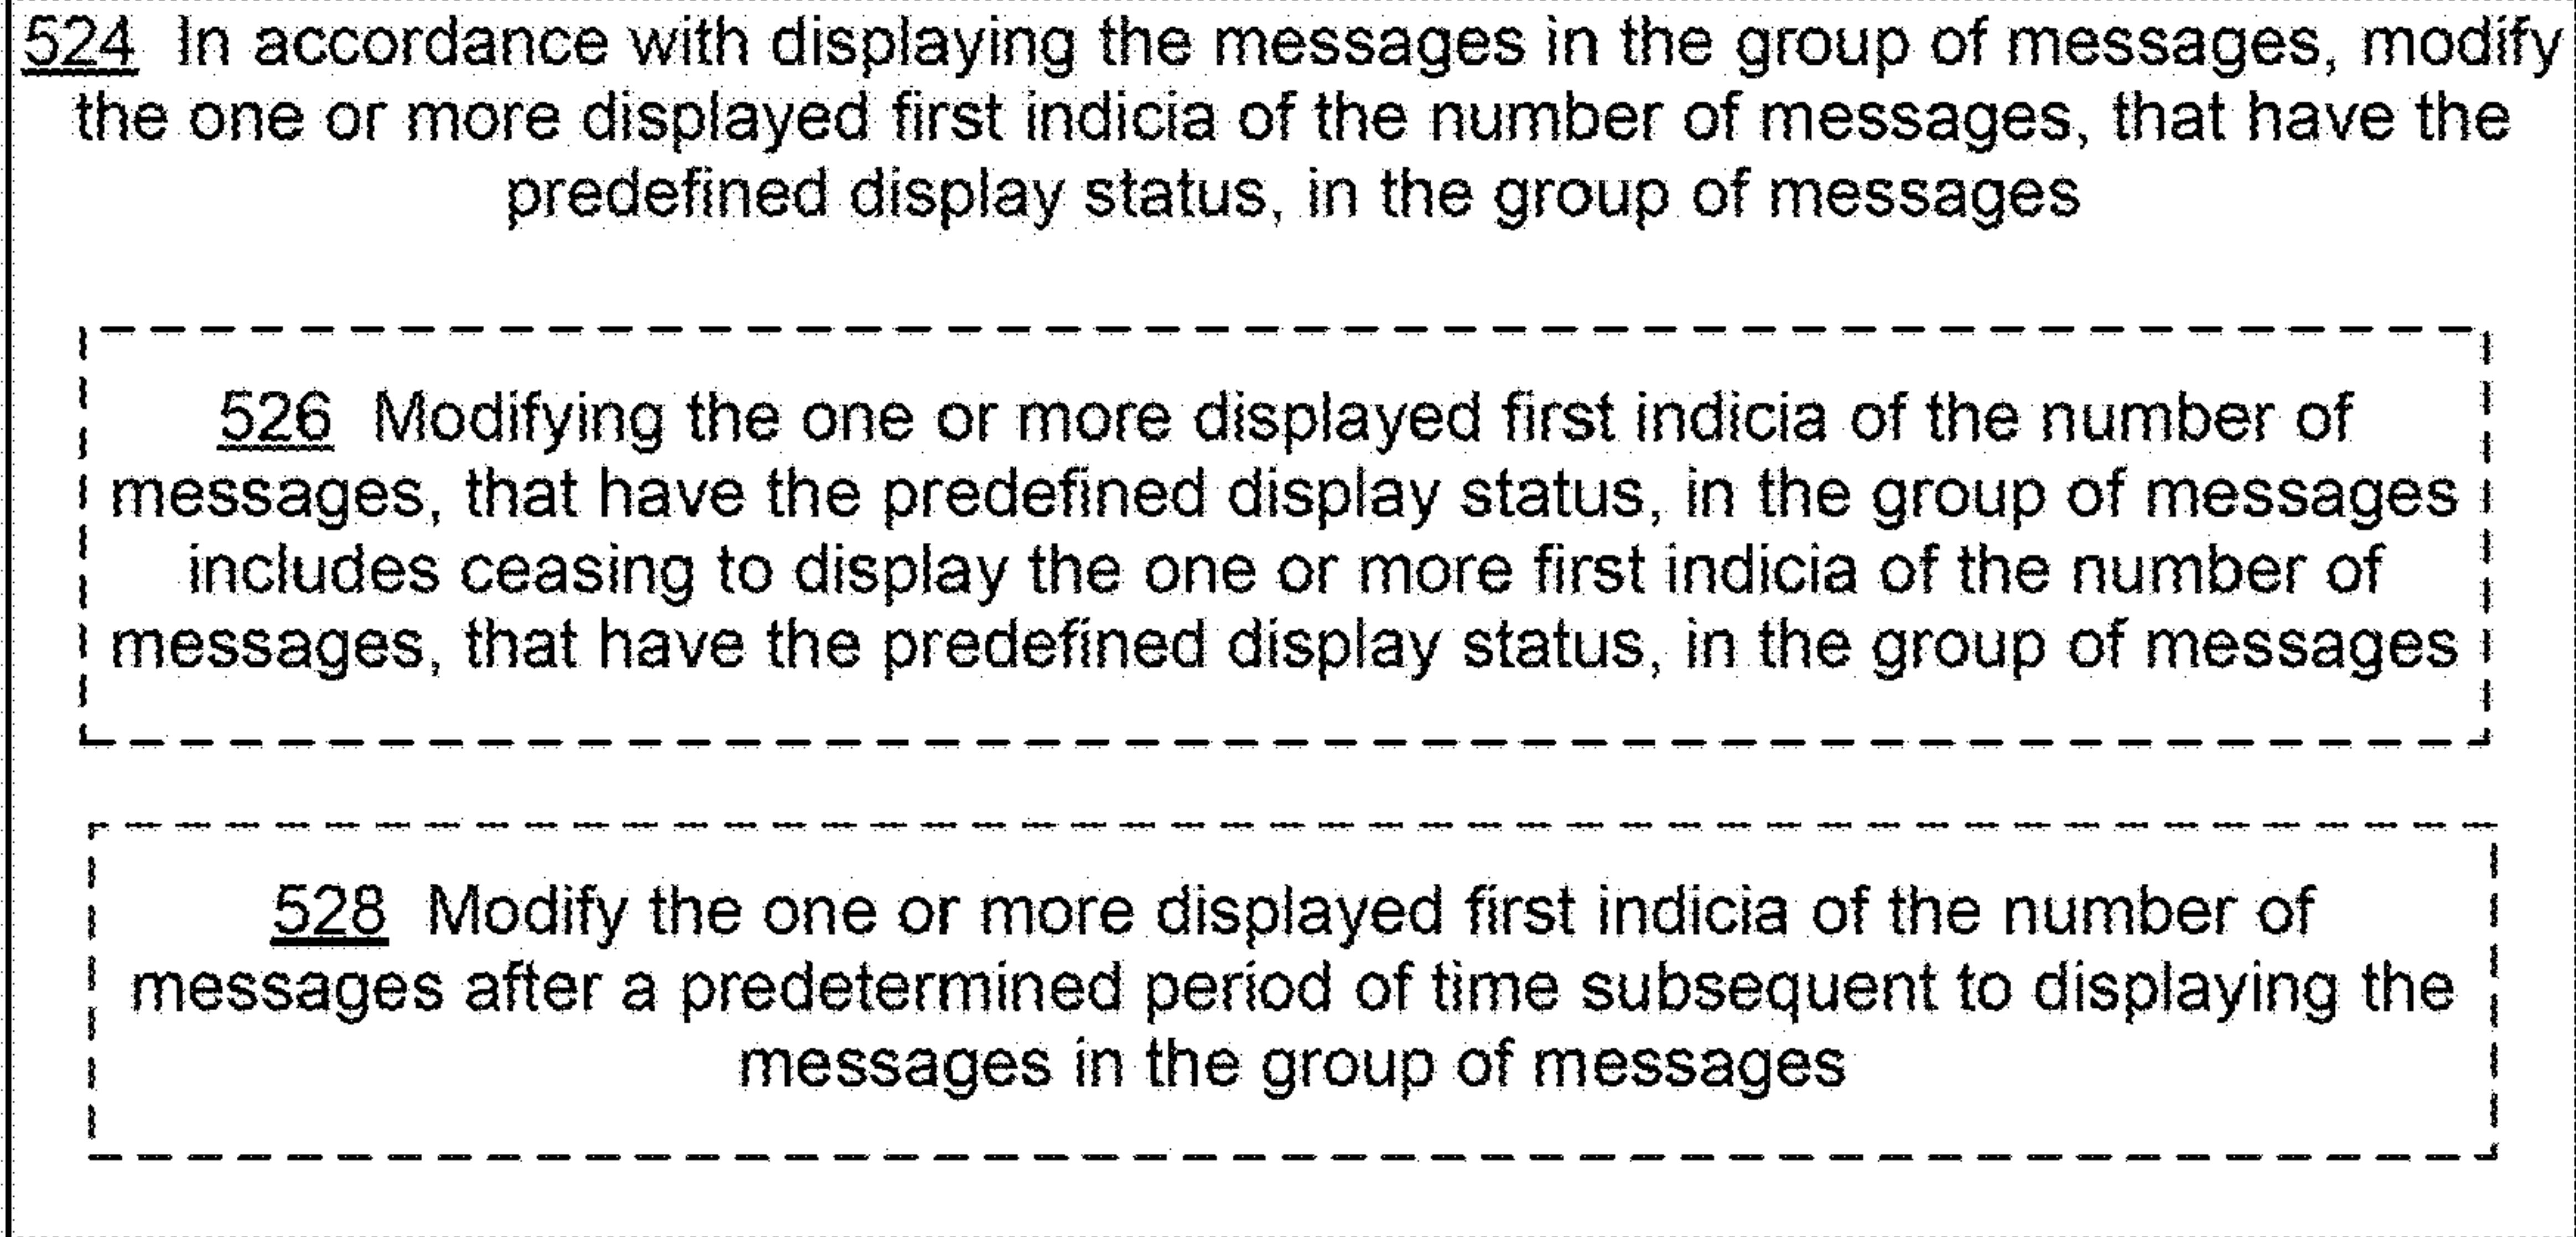 524 In accordance with displaying the messages in the group of messages, modify
the one or more displayed first indicia of the number of messages, that have the
predefined display status, in the group of messages
526 Modifying the one or more displayed first indicia of the number of
messages, that have the predefined display status, in the group of messages
includes ceasing to display the one or more first indicia of the number of
messages, that have the predefined display status, in the group of messages
528 Modify the one or more displayed first indicia of the number of
messages after a predetermined period of time subsequent to displaying the
messages in the group of messages